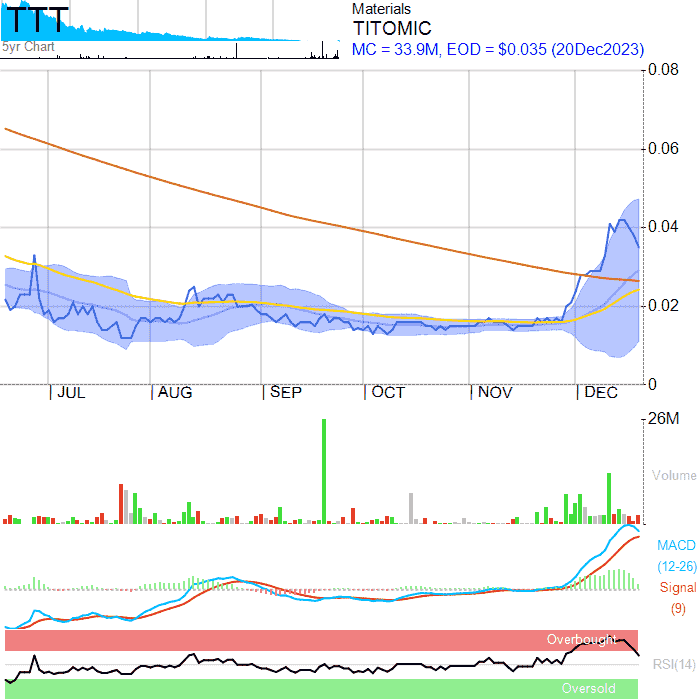 TTT
5yr Chart
Materials
TITOMIC
MC = 33.9M, EOD = $0.035 (20Dec2023)
0.08
0.06
0.04
0.02
0
JUL AUG SEP OCT NOV DEC
26M
Volume
MACD
(12-26)
Signal
(9)
Overbought
RSI(14)
Oversold